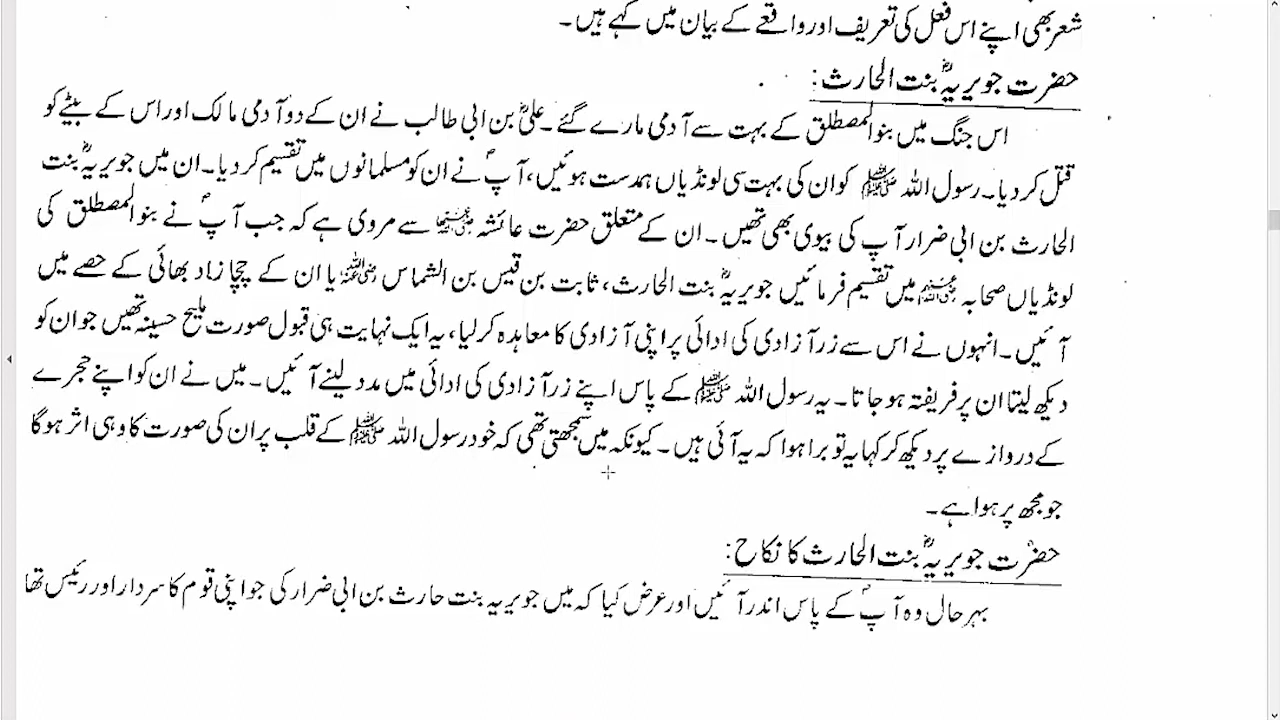 شعر بھی اپنے اس فعل کی تعریف اور واقعے کے بیان میں کہے ہیں۔
حضرت جویریہؓ بنت الحارث:
اس جنگ میں بنو المصطلق کے بہت سے آدمی مارے گئے۔ علیؓ بن ابی طالب نے ان کے دو آدمی مالک اور اس کے بیٹے کو
قتل کر دیا۔ رسول اللہ ﷺ کو ان کی بہت سی لونڈیاں ہمدست ہوئیں، آپؐ نے ان کو مسلمانوں میں تقسیم کر دیا۔ ان میں جویریہؓ بنت
الحارث بن ابی ضرار آپ کی بیوی بھی تھیں۔ ان کے متعلق حضرت عائشہ رضی اللہ عنہا سے مروی ہے کہ جب آپؐ نے بنو المصطلق کی
لونڈیاں صحابہ رضی اللہ عنہم میں تقسیم فرمائیں جویریہؓ بنت الحارث، ثابت بن قیس بن الشماس رضی اللہ عنہ یا ان کے چچا زاد بھائی کے حصے میں
آئیں۔ انہوں نے اس سے زر آزادی کی ادائی پر اپنی آزادی کا معاہدہ کر لیا، یہ ایک نہایت ہی قبول صورت ملیح حسینہ تھیں جو ان کو
دیکھ لیتا ان پر فریفتہ ہو جاتا۔ یہ رسول اللہ ﷺ کے پاس اپنے زر آزادی کی ادائی میں مدد لینے آئیں۔ میں نے ان کو اپنے حجرے
کے دروازے پر دیکھ کر کہا یہ تو برا ہوا کہ یہ آئی ہیں۔ کیونکہ میں سمجھتی تھی کہ خود رسول اللہ ﷺ کے قلب پر ان کی صورت کا وہی اثر ہوگا
جو مجھ پر ہوا ہے۔
حضرت جویریہؓ بنت الحارث کا نکاح:
بہر حال وہ آپؐ کے پاس اندر آئیں اور عرض کیا کہ میں جویریہ بنت حارث بن ابی ضرار کی جو اپنی قوم کا سردار اور رئیس تھا